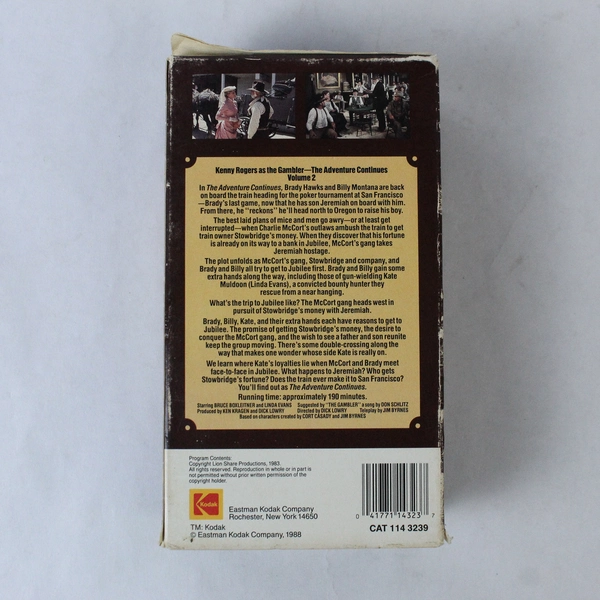 Kenny Rogers as the Gambler—The Adventure Continues
Volume 2
In The Adventure Continues, Brady Hawks and Billy Montana are back
on board the train heading for the poker tournament at San Francisco
—Brady's last game, now that he has son Jeremiah on board with him.
From there, he "reckons" he'll head north to Oregon to raise his boy.
The best laid plans of mice and men go awry—or at least get
interrupted—when Charlie McCort's outlaws ambush the train to get
train owner Stowbridge's money. When they discover that his fortune
is already on its way to a bank in Jubilee, McCort's gang takes
Jeremiah hostage.
The plot unfolds as McCort's gang, Stowbridge and company, and
Brady and Billy all try to get to Jubilee first. Brady and Billy gain some
extra hands along the way, including those of gun-wielding Kate
Muldoon (Linda Evans), a convicted bounty hunter they
rescue from a near hanging.
What's the trip to Jubilee like? The McCort gang heads west in
pursuit of Stowbridge's money with Jeremiah.
Brady, Billy, Kate, and their extra hands each have reasons to get to
Jubilee. The promise of getting Stowbridge's money, the desire to
conquer the McCort gang, and the wish to see a father and son reunite
keep the group moving. There's some double-crossing along the
way that makes one wonder whose side Kate is really on.
We learn where Kate's loyalties lie when McCort and Brady meet
face-to-face in Jubilee. What happens to Jeremiah? Who gets
Stowbridge's fortune? Does the train ever make it to San Francisco?
You'll find out as The Adventure Continues.
Running time: approximately 190 minutes.
Starring BRUCE BOXLEITNER and LINDA EVANS Suggested by "THE GAMBLER" a song by DON SCHLITZ
Produced by KEN KRAGEN and DICK LOWRY Directed by DICK LOWRY Teleplay by JIM BYRNES
Based on characters created by CORT CASADY and JIM BYRNES
Program Contents:
Copyright Lion Share Productions, 1983.
All rights reserved. Reproduction in whole or in part is
not permitted without prior written permission of the
copyright holder.
Kodak
Eastman Kodak Company
Rochester, New York 14650
TM: Kodak
© Eastman Kodak Company, 1988
0 41771 14323 7
CAT 114 3239